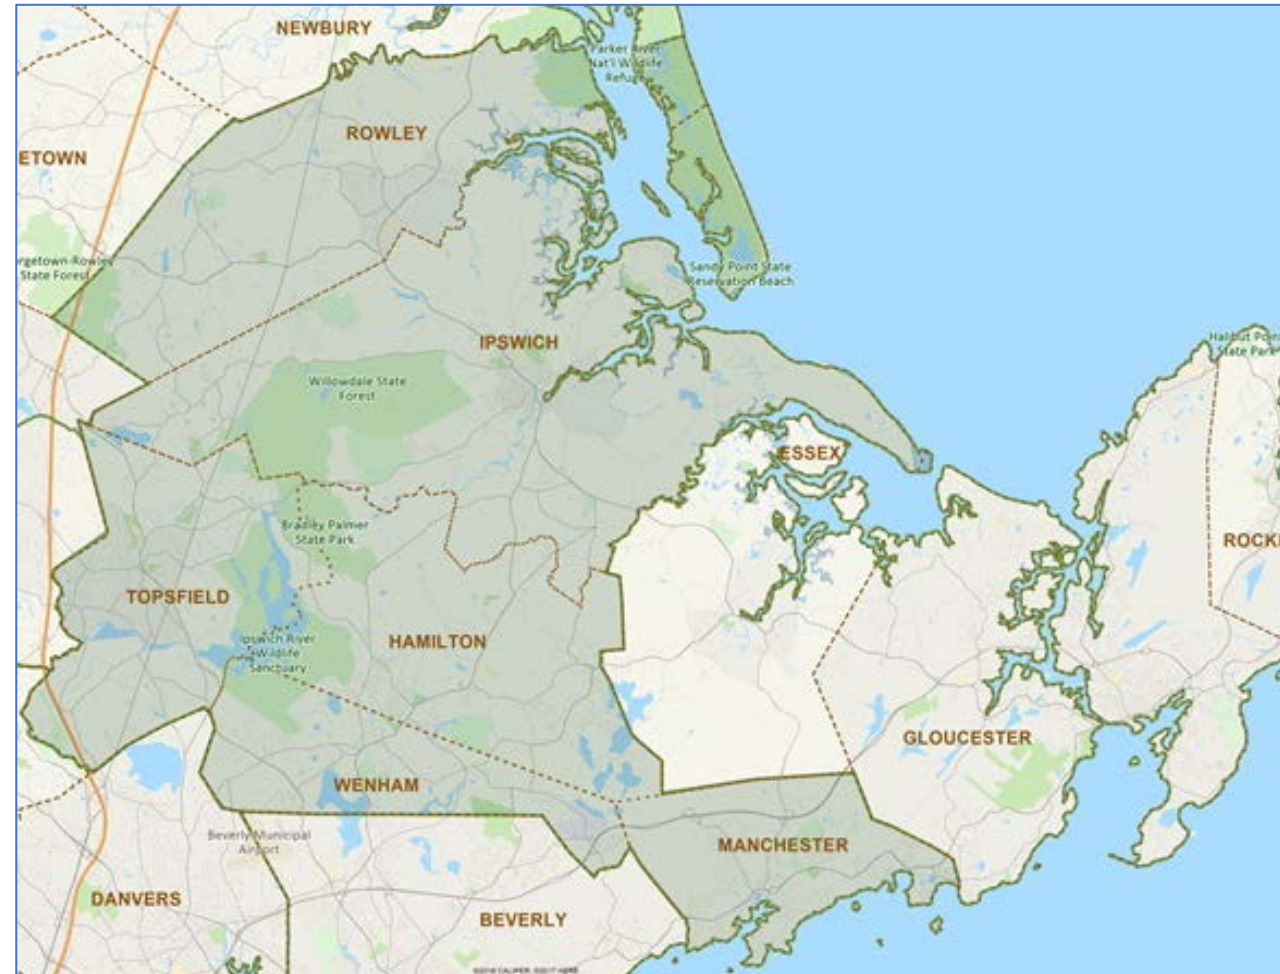 NEWBURY
Parker River
Nat'l Wildlife
Refuge
ROWLEY
ETOWN
rgetown-Rowley
State Forest
Sandy Point State
Reservation Beach
Halibut Point
State Park
IPSWICH
Willowdale State
Forest
ESSEX
Bradley Palmer
State Park
ROCK
TOPSFIELD
HAMILTON
Ipswich River
Wildlife
Sanctuary
GLOUCESTER
WENHAM
Beverly Municipal
Airport
MANCHESTER
DANVERS
BEVERLY